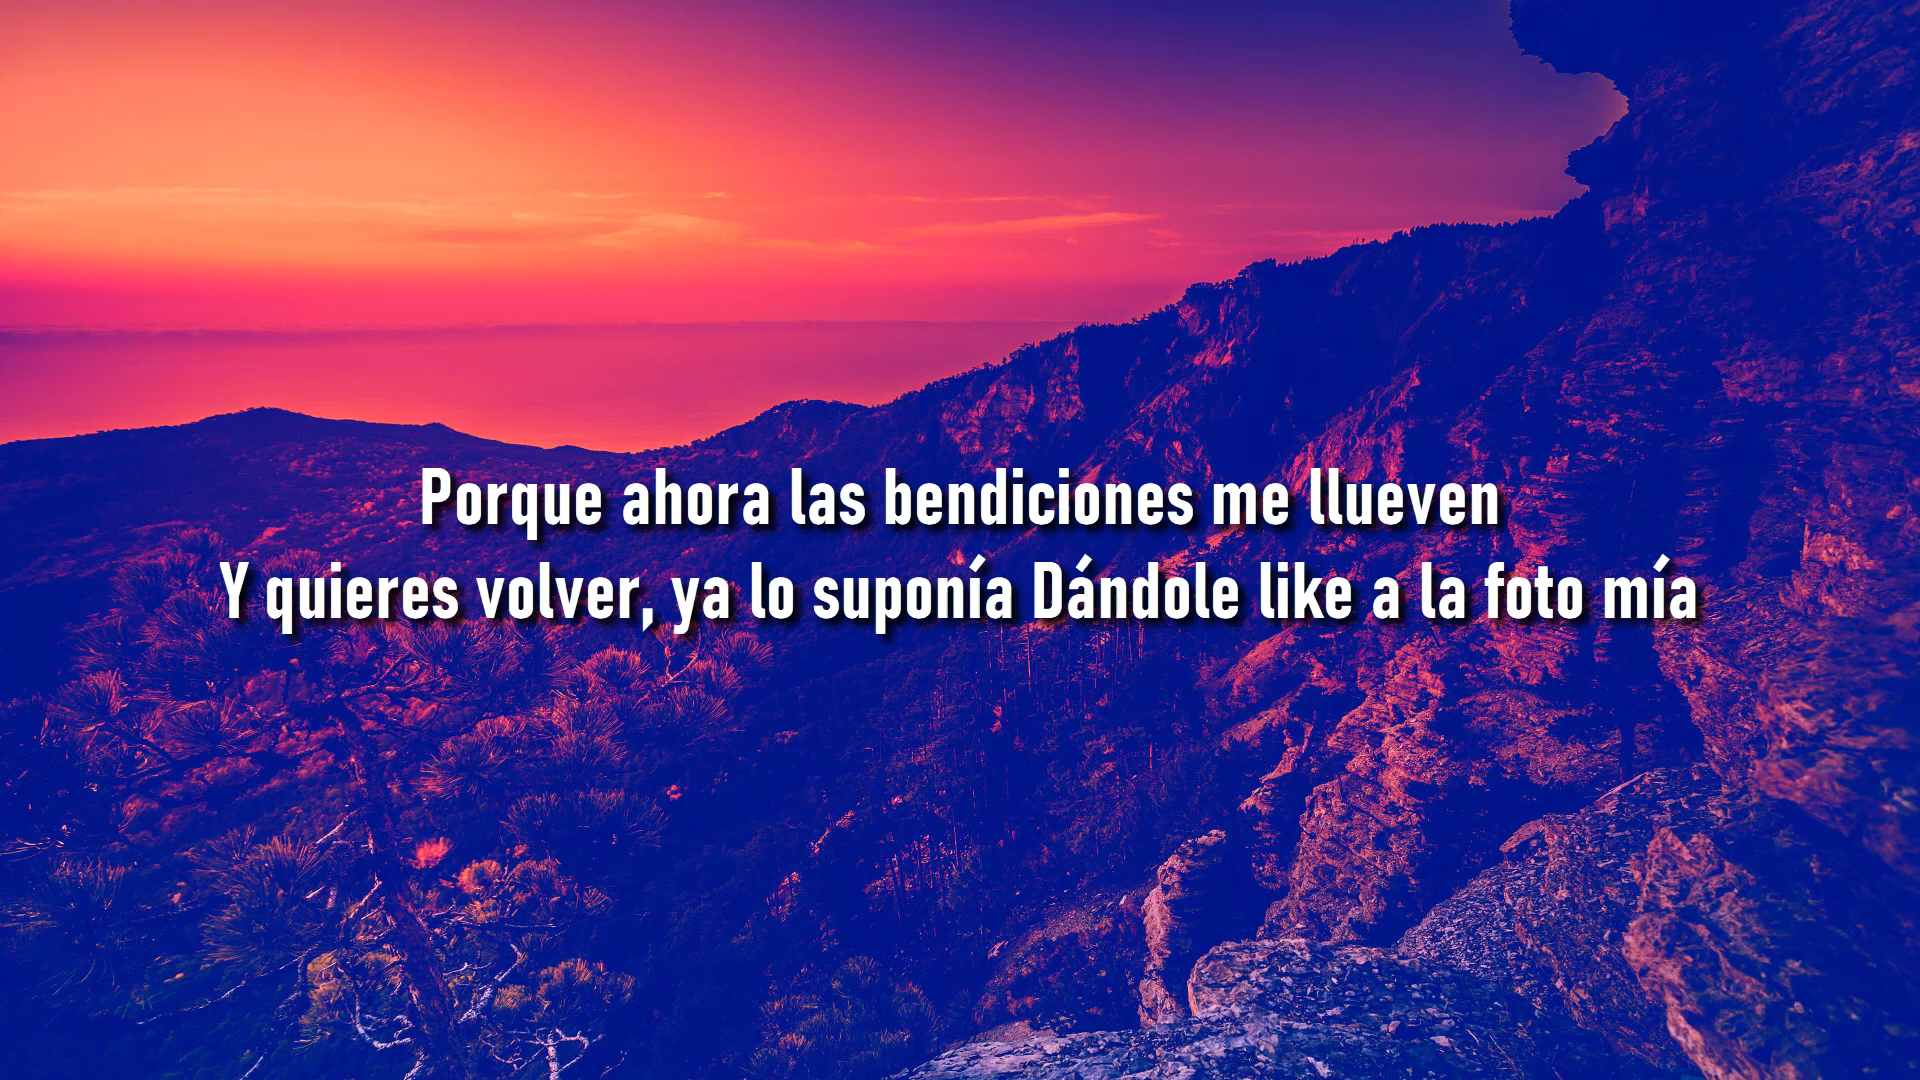 Porque ahora las bendiciones me llueven
Y quieres volver, ya lo suponía Dándole like a la foto mía